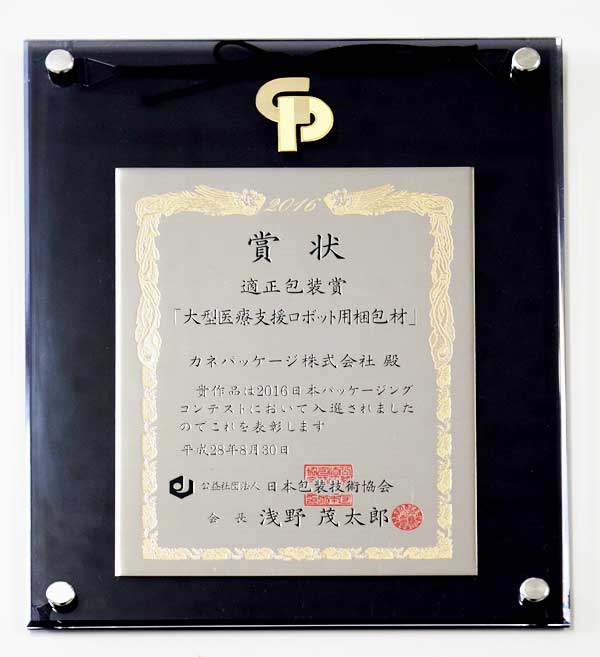 CP
2016
賞状
適正包装賞
「大型医療支援ロボット用梱包材」
カネパッケージ株式会社 殿
貴作品は2016日本パッケージング
コンテストにおいて入選されました
のでこれを表彰します
平成28年8月30日
公益社団法人 日本包装技術協会
会長 浅野 茂太郎